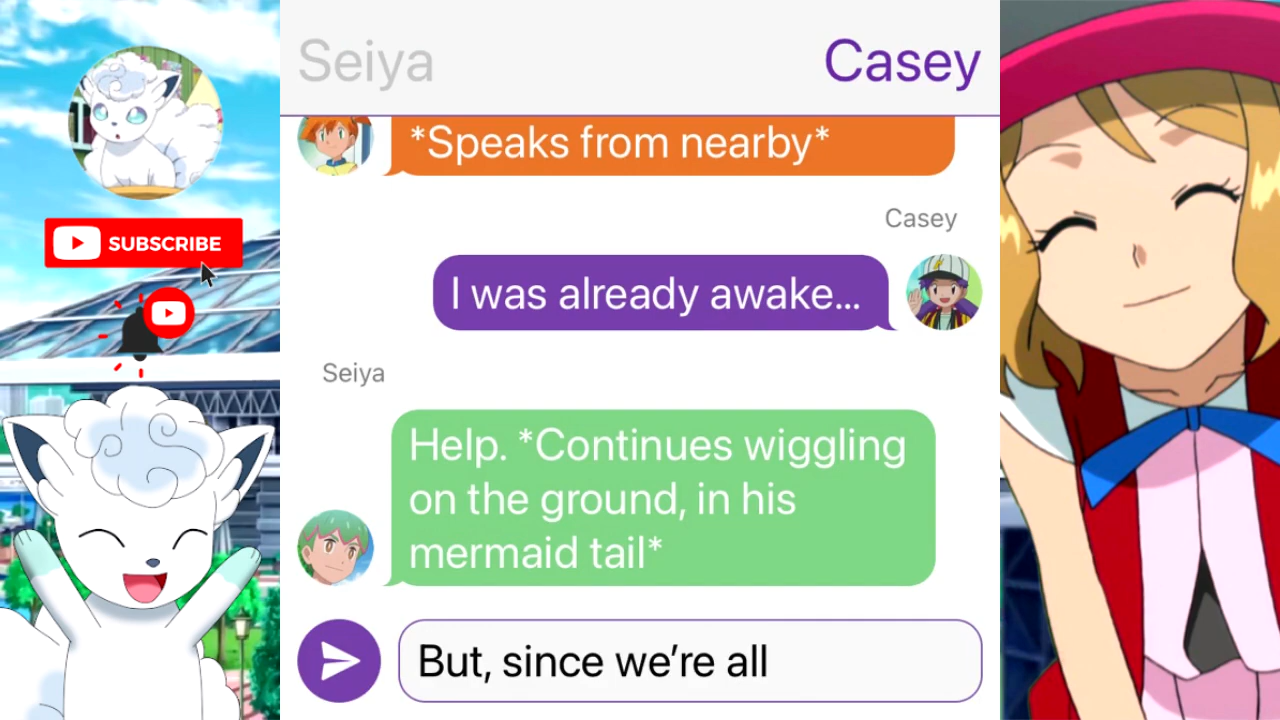 Seiya
Casey
*Speaks from nearby*
Casey
I was already awake...
Seiya
Help. *Continues wiggling
on the ground, in his
mermaid tail*
But, since we’re all
SUBSCRIBE